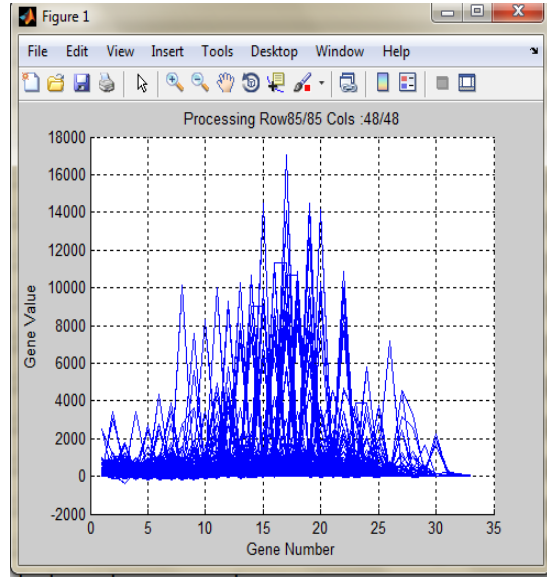 Figure 1
File Edit View Insert Tools Desktop Window Help
Processing Row85/85 Cols :48/48
18000
16000
14000
12000
10000
8000
6000
4000
2000
0
-2000
Gene Value
0 5 10 15 20 25 30 35
Gene Number